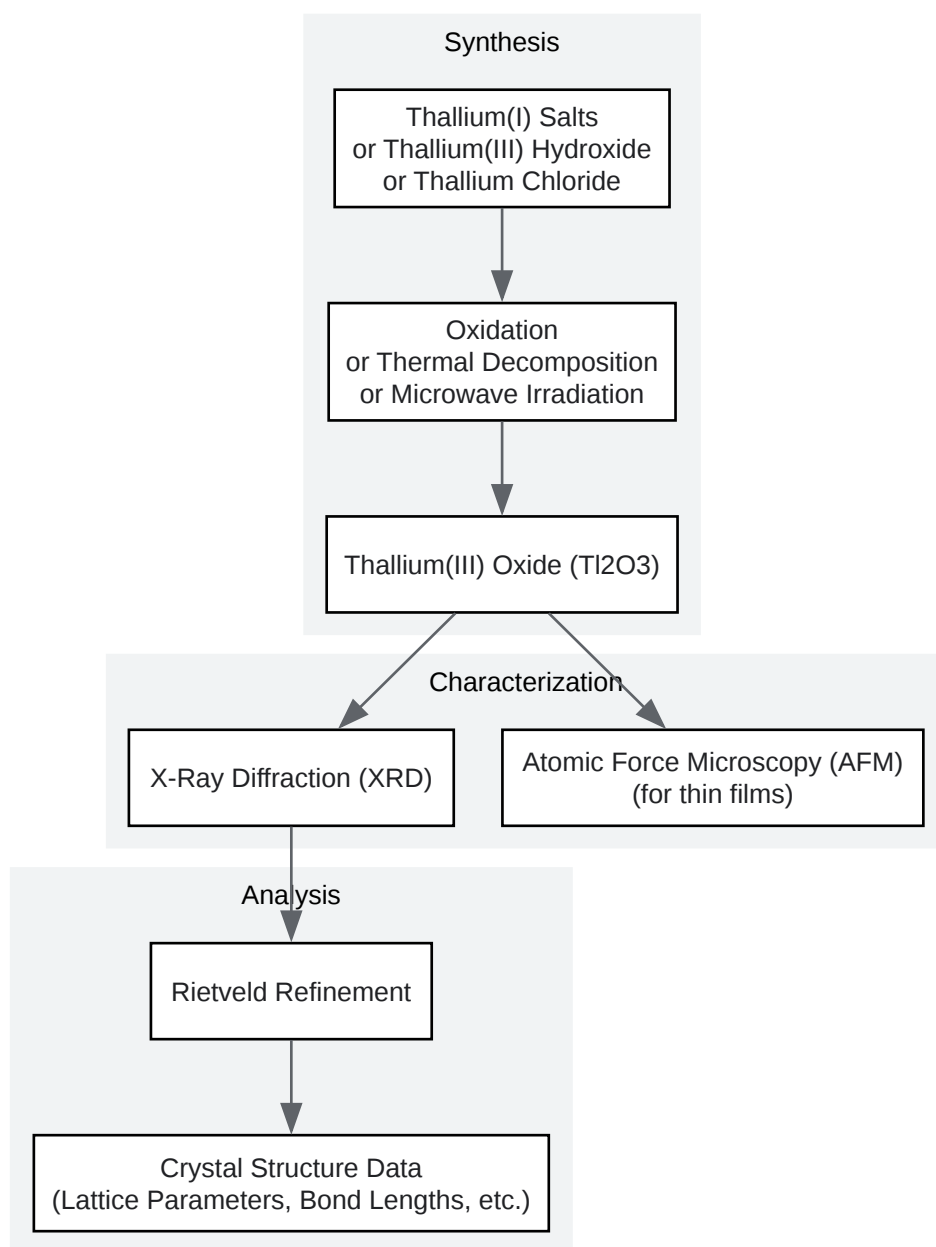 Synthesis
Thallium(I) Salts
or Thallium(III) Hydroxide
or Thallium Chloride
Oxidation
or Thermal Decomposition
or Microwave Irradiation
Thallium(III) Oxide (Tl2O3)
Characterization
X-Ray Diffraction (XRD)
Atomic Force Microscopy (AFM)
(for thin films)
Analysis
Rietveld Refinement
Crystal Structure Data
(Lattice Parameters, Bond Lengths, etc.)